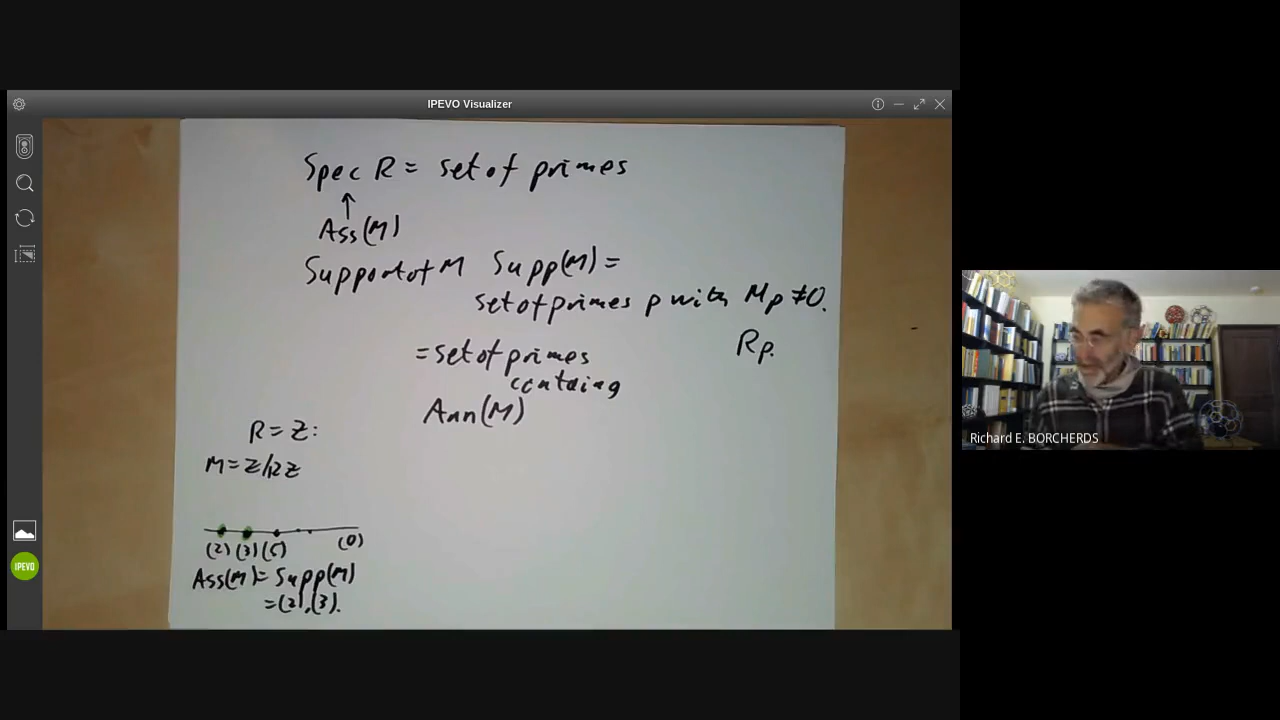 IPEVO Visualizer
Spec R = set of primes
↑
Ass(M)
Support of M Supp(M) =
set of primes p with Mp ≠ 0.
Rp.
= set of primes
containing
Ann(M)
R = Z:
M = Z/12Z
(2) (3) (5) (0)
Ass(M) = Supp(M)
= (2), (3).
IPEVO
Richard E. BORCHERDS